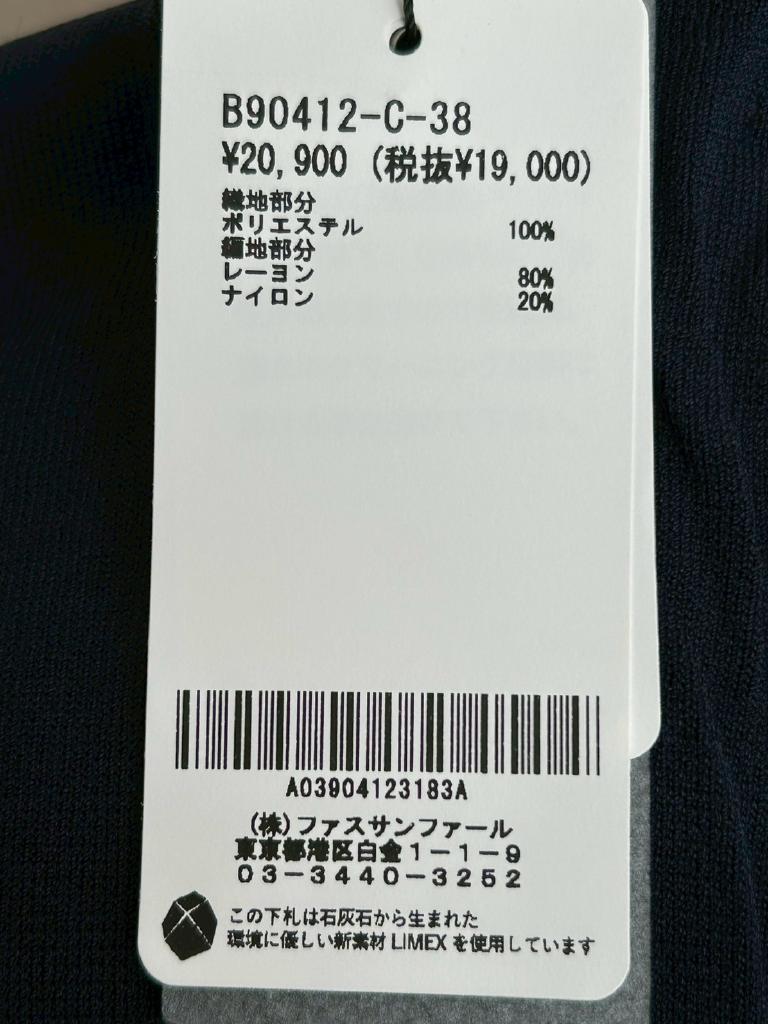 B90412-C-38
¥20,900 (税抜¥19,000)
織地部分
ポリエステル 100%
編地部分
レーヨン 80%
ナイロン 20%
A03904123183A
(株)ファスサンファール
東京都港区白金1-1-9
03-3440-3252
この下札は石灰石から生まれた
環境に優しい新素材 LIMEX を使用しています